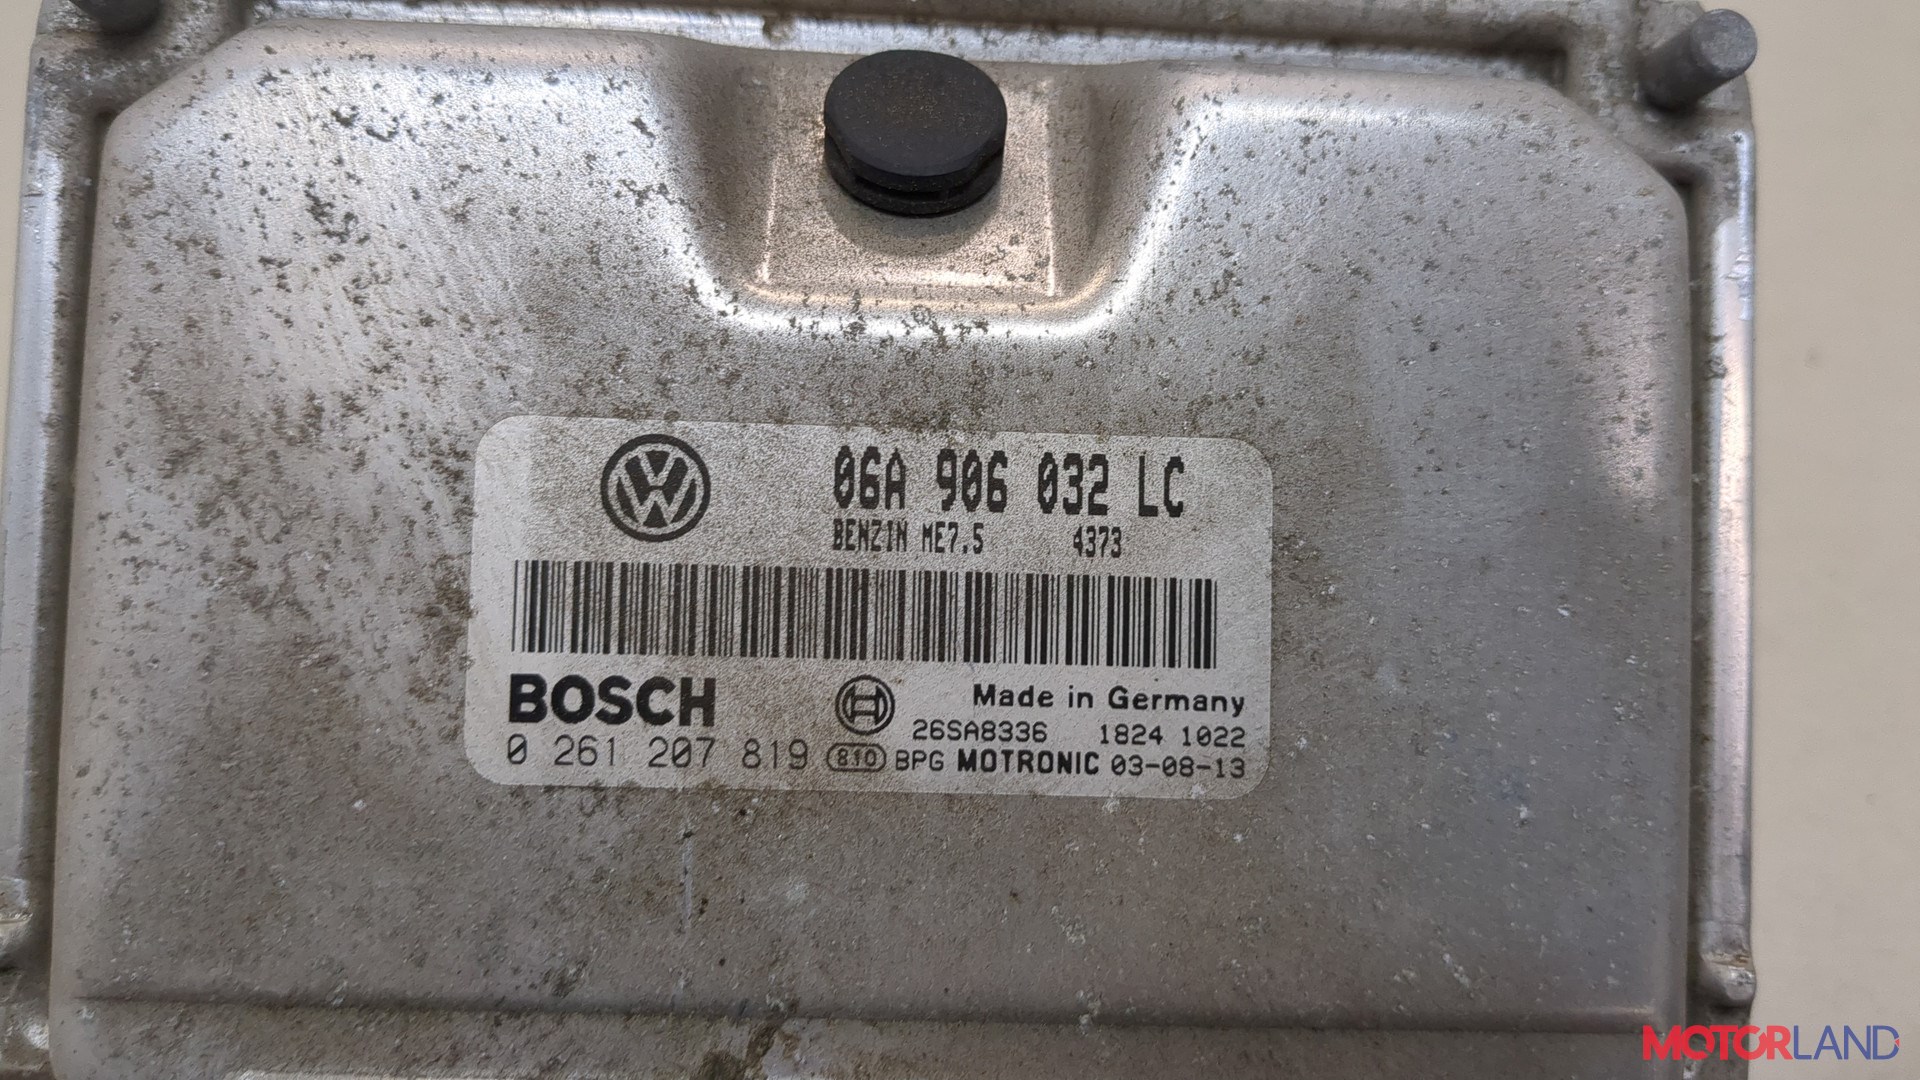 06A 906 032 LC
BENZIN ME7.5 4373
BOSCH
Made in Germany
26SA8336 1824 1022
0 261 207 819 810 BPG MOTRONIC 03-08-13
MOTORLAND